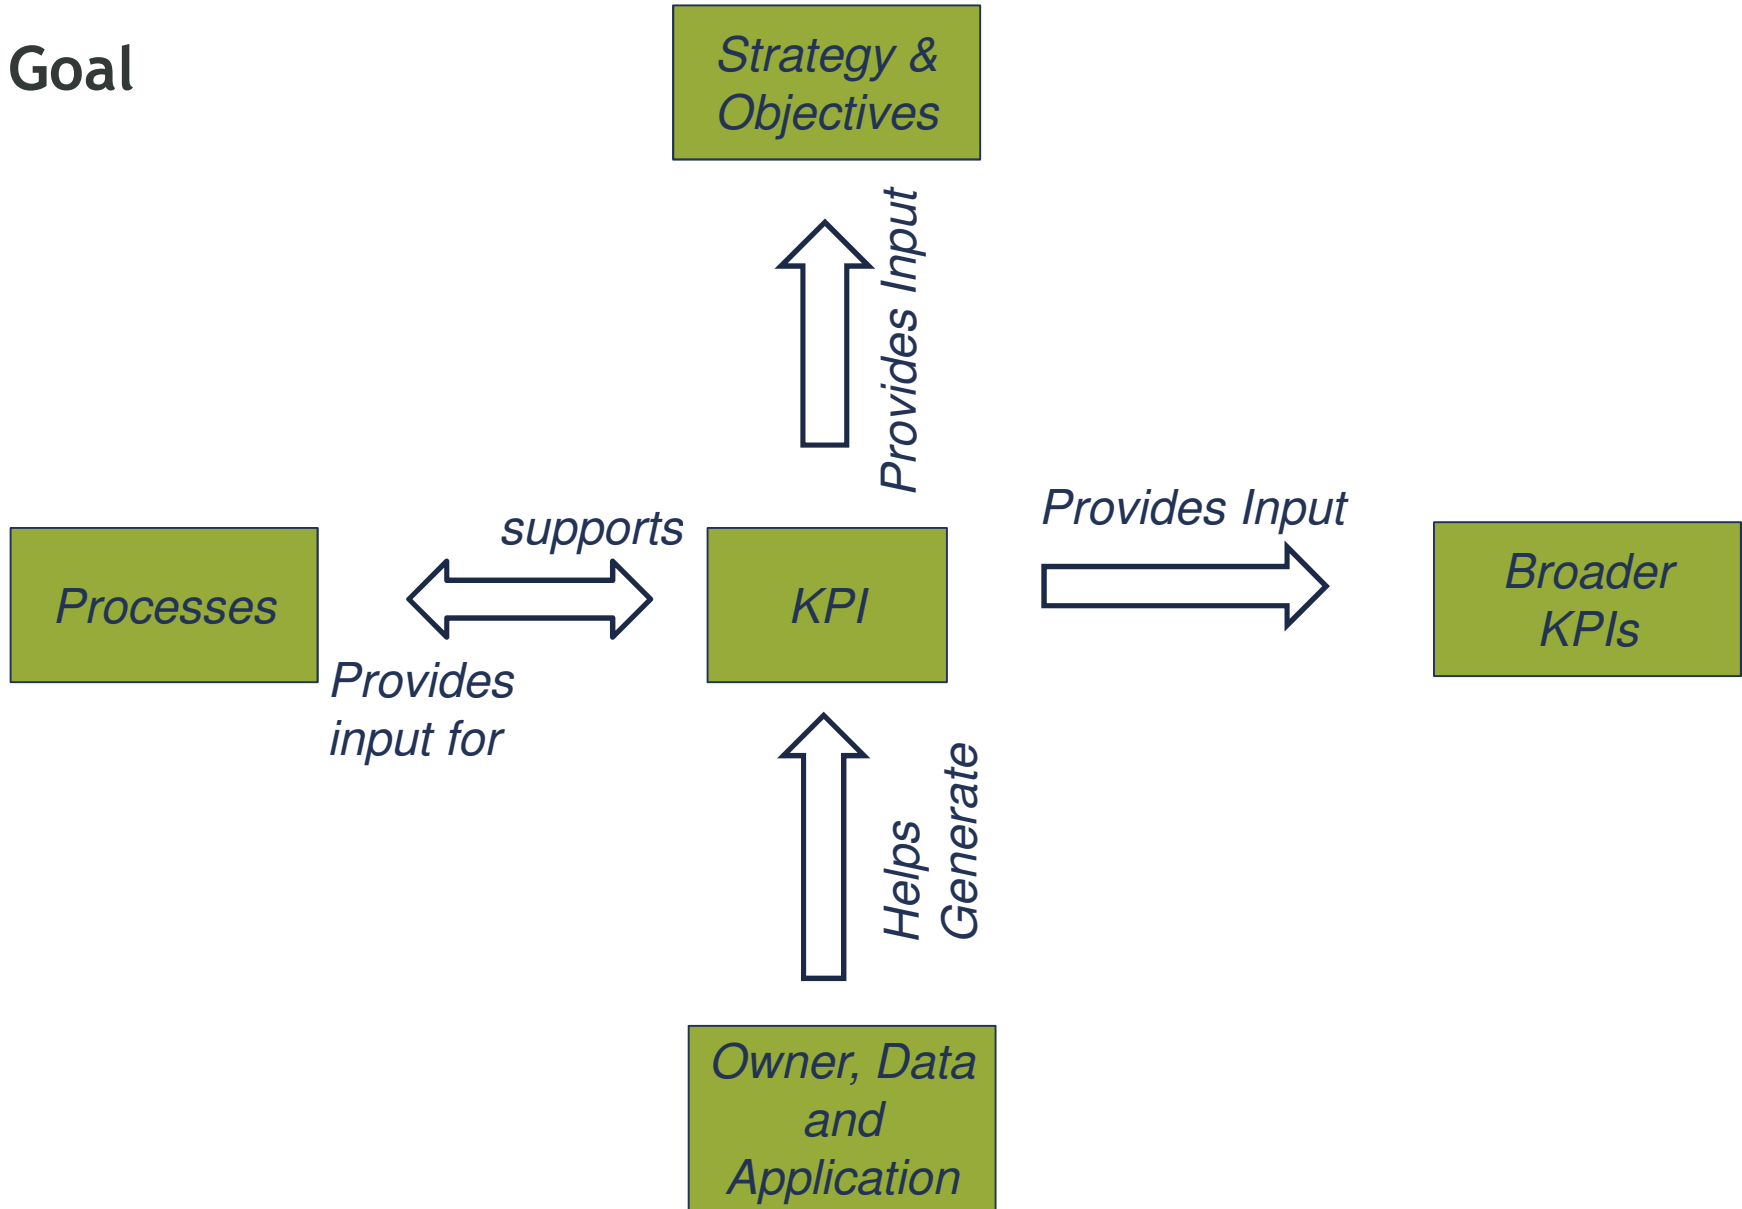 Goal
Strategy &
Objectives
Provides Input
supports
Provides Input
Processes
KPI
Broader
KPIs
Provides
input for
Helps
Generate
Owner, Data
and
Application